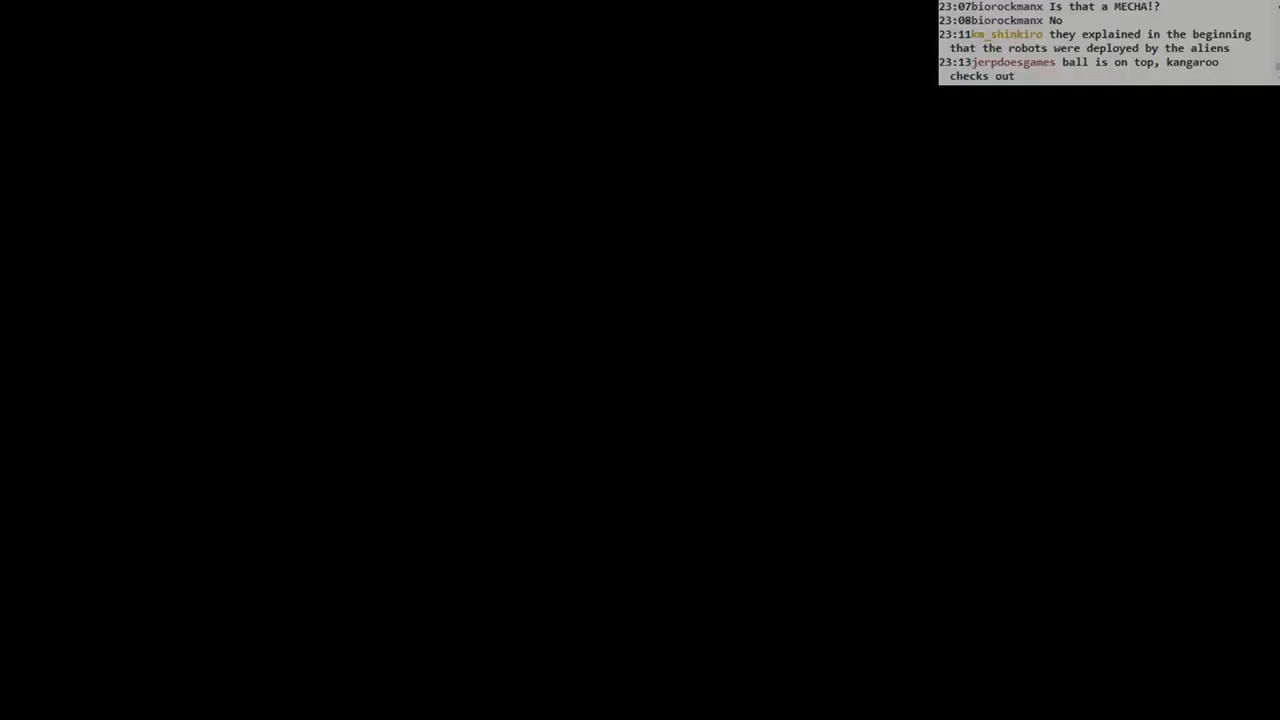 23:07biorockmanx Is that a MECHA!?
23:08biorockmanx No
23:11km_shinkiro they explained in the beginning
that the robots were deployed by the aliens
23:13jerpdoesgames ball is on top, kangaroo
checks out